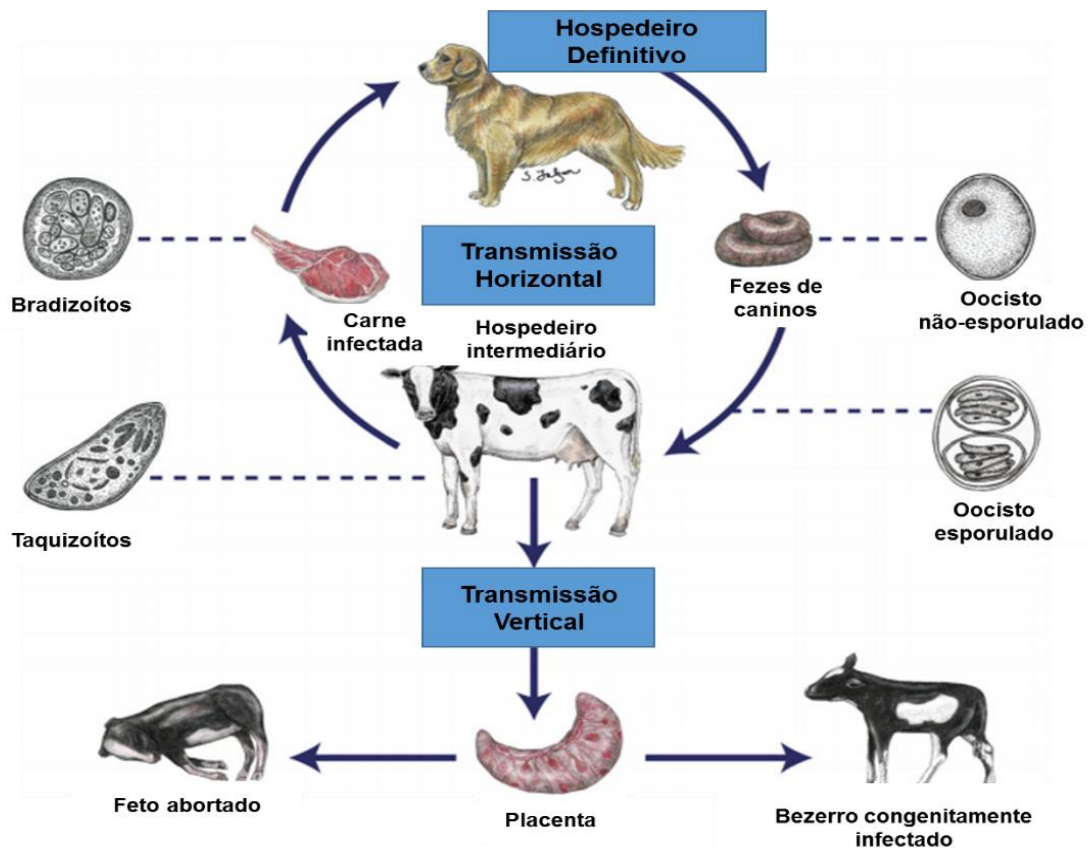 Hospedeiro
Definitivo
Transmissão
Horizontal
Bradizoítos
Carne
infectada
Hospedeiro
intermediário
Fezes de
caninos
Oocisto
não-esporulado
Taquizoítos
Oocisto
esporulado
Transmissão
Vertical
Feto abortado
Placenta
Bezerro congenitamente
infectado